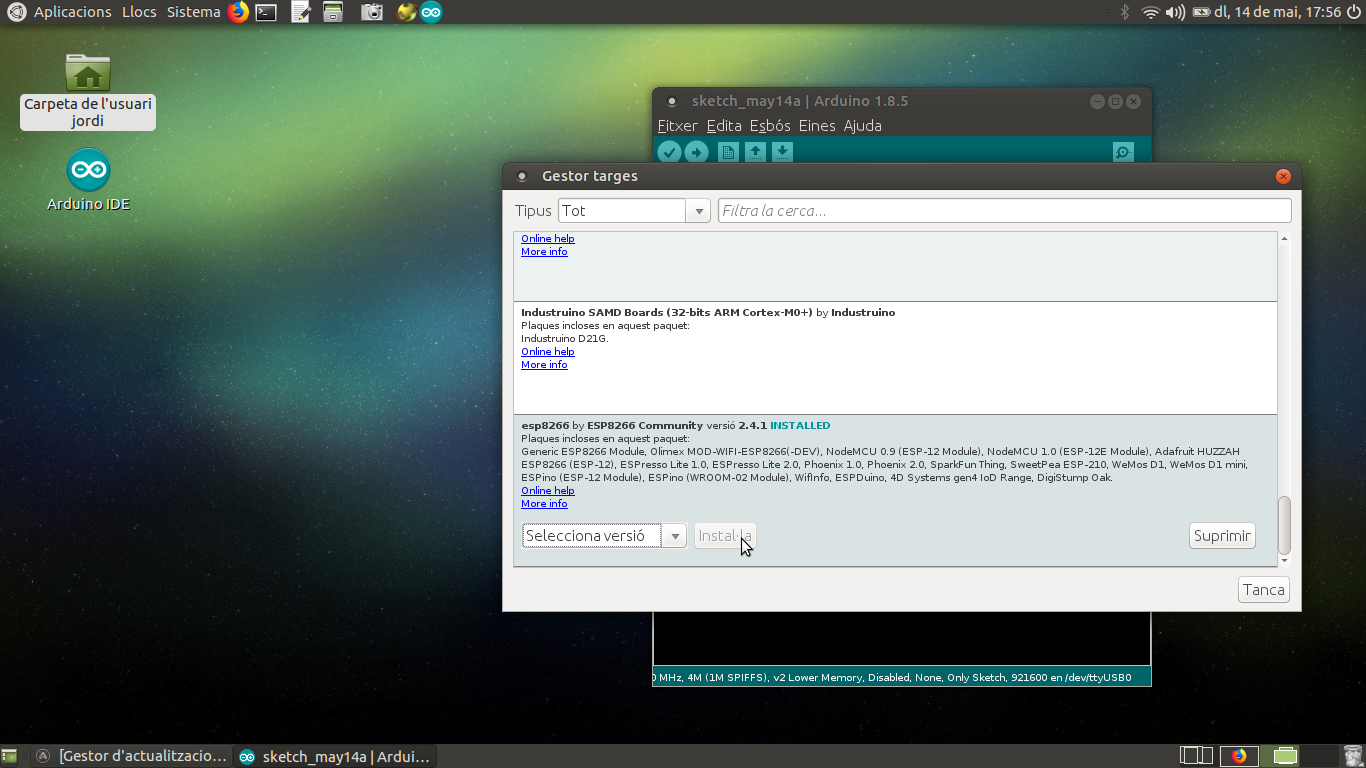 Aplicacions Llocs Sistema
dl, 14 de mai, 17:56
Carpeta de l'usuari
jordi
Arduino IDE
sketch_may14a | Arduino 1.8.5
Fitxer Edita Esbós Eines Ajuda
Gestor targes
Tipus Tot Filtra la cerca...
Online help
More info
Industruino SAMD Boards (32-bits ARM Cortex-M0+) by Industruino
Plaques incloses en aquest paquet:
Industruino D21G.
Online help
More info
esp8266 by ESP8266 Community versió 2.4.1 INSTALLED
Plaques incloses en aquest paquet:
Generic ESP8266 Module, Olimex MOD-WIFI-ESP8266(-DEV), NodeMCU 0.9 (ESP-12 Module), NodeMCU 1.0 (ESP-12E Module), Adafruit HUZZAH
ESP8266 (ESP-12), ESPresso Lite 1.0, ESPresso Lite 2.0, Phoenix 1.0, Phoenix 2.0, SparkFun Thing, SweetPea ESP-210, WeMos D1, WeMos D1 mini,
ESPino (ESP-12 Module), ESPino (WROOM-02 Module), WifInfo, ESPDuino, 4D Systems gen4 IoD Range, DigiStump Oak.
Online help
More info
Selecciona versió Instal·la Suprimir
Tanca
0 MHz, 4M (1M SPIFFS), v2 Lower Memory, Disabled, None, Only Sketch, 921600 en /dev/ttyUSB0
[Gestor d'actualitzacio... sketch_may14a | Ardui...